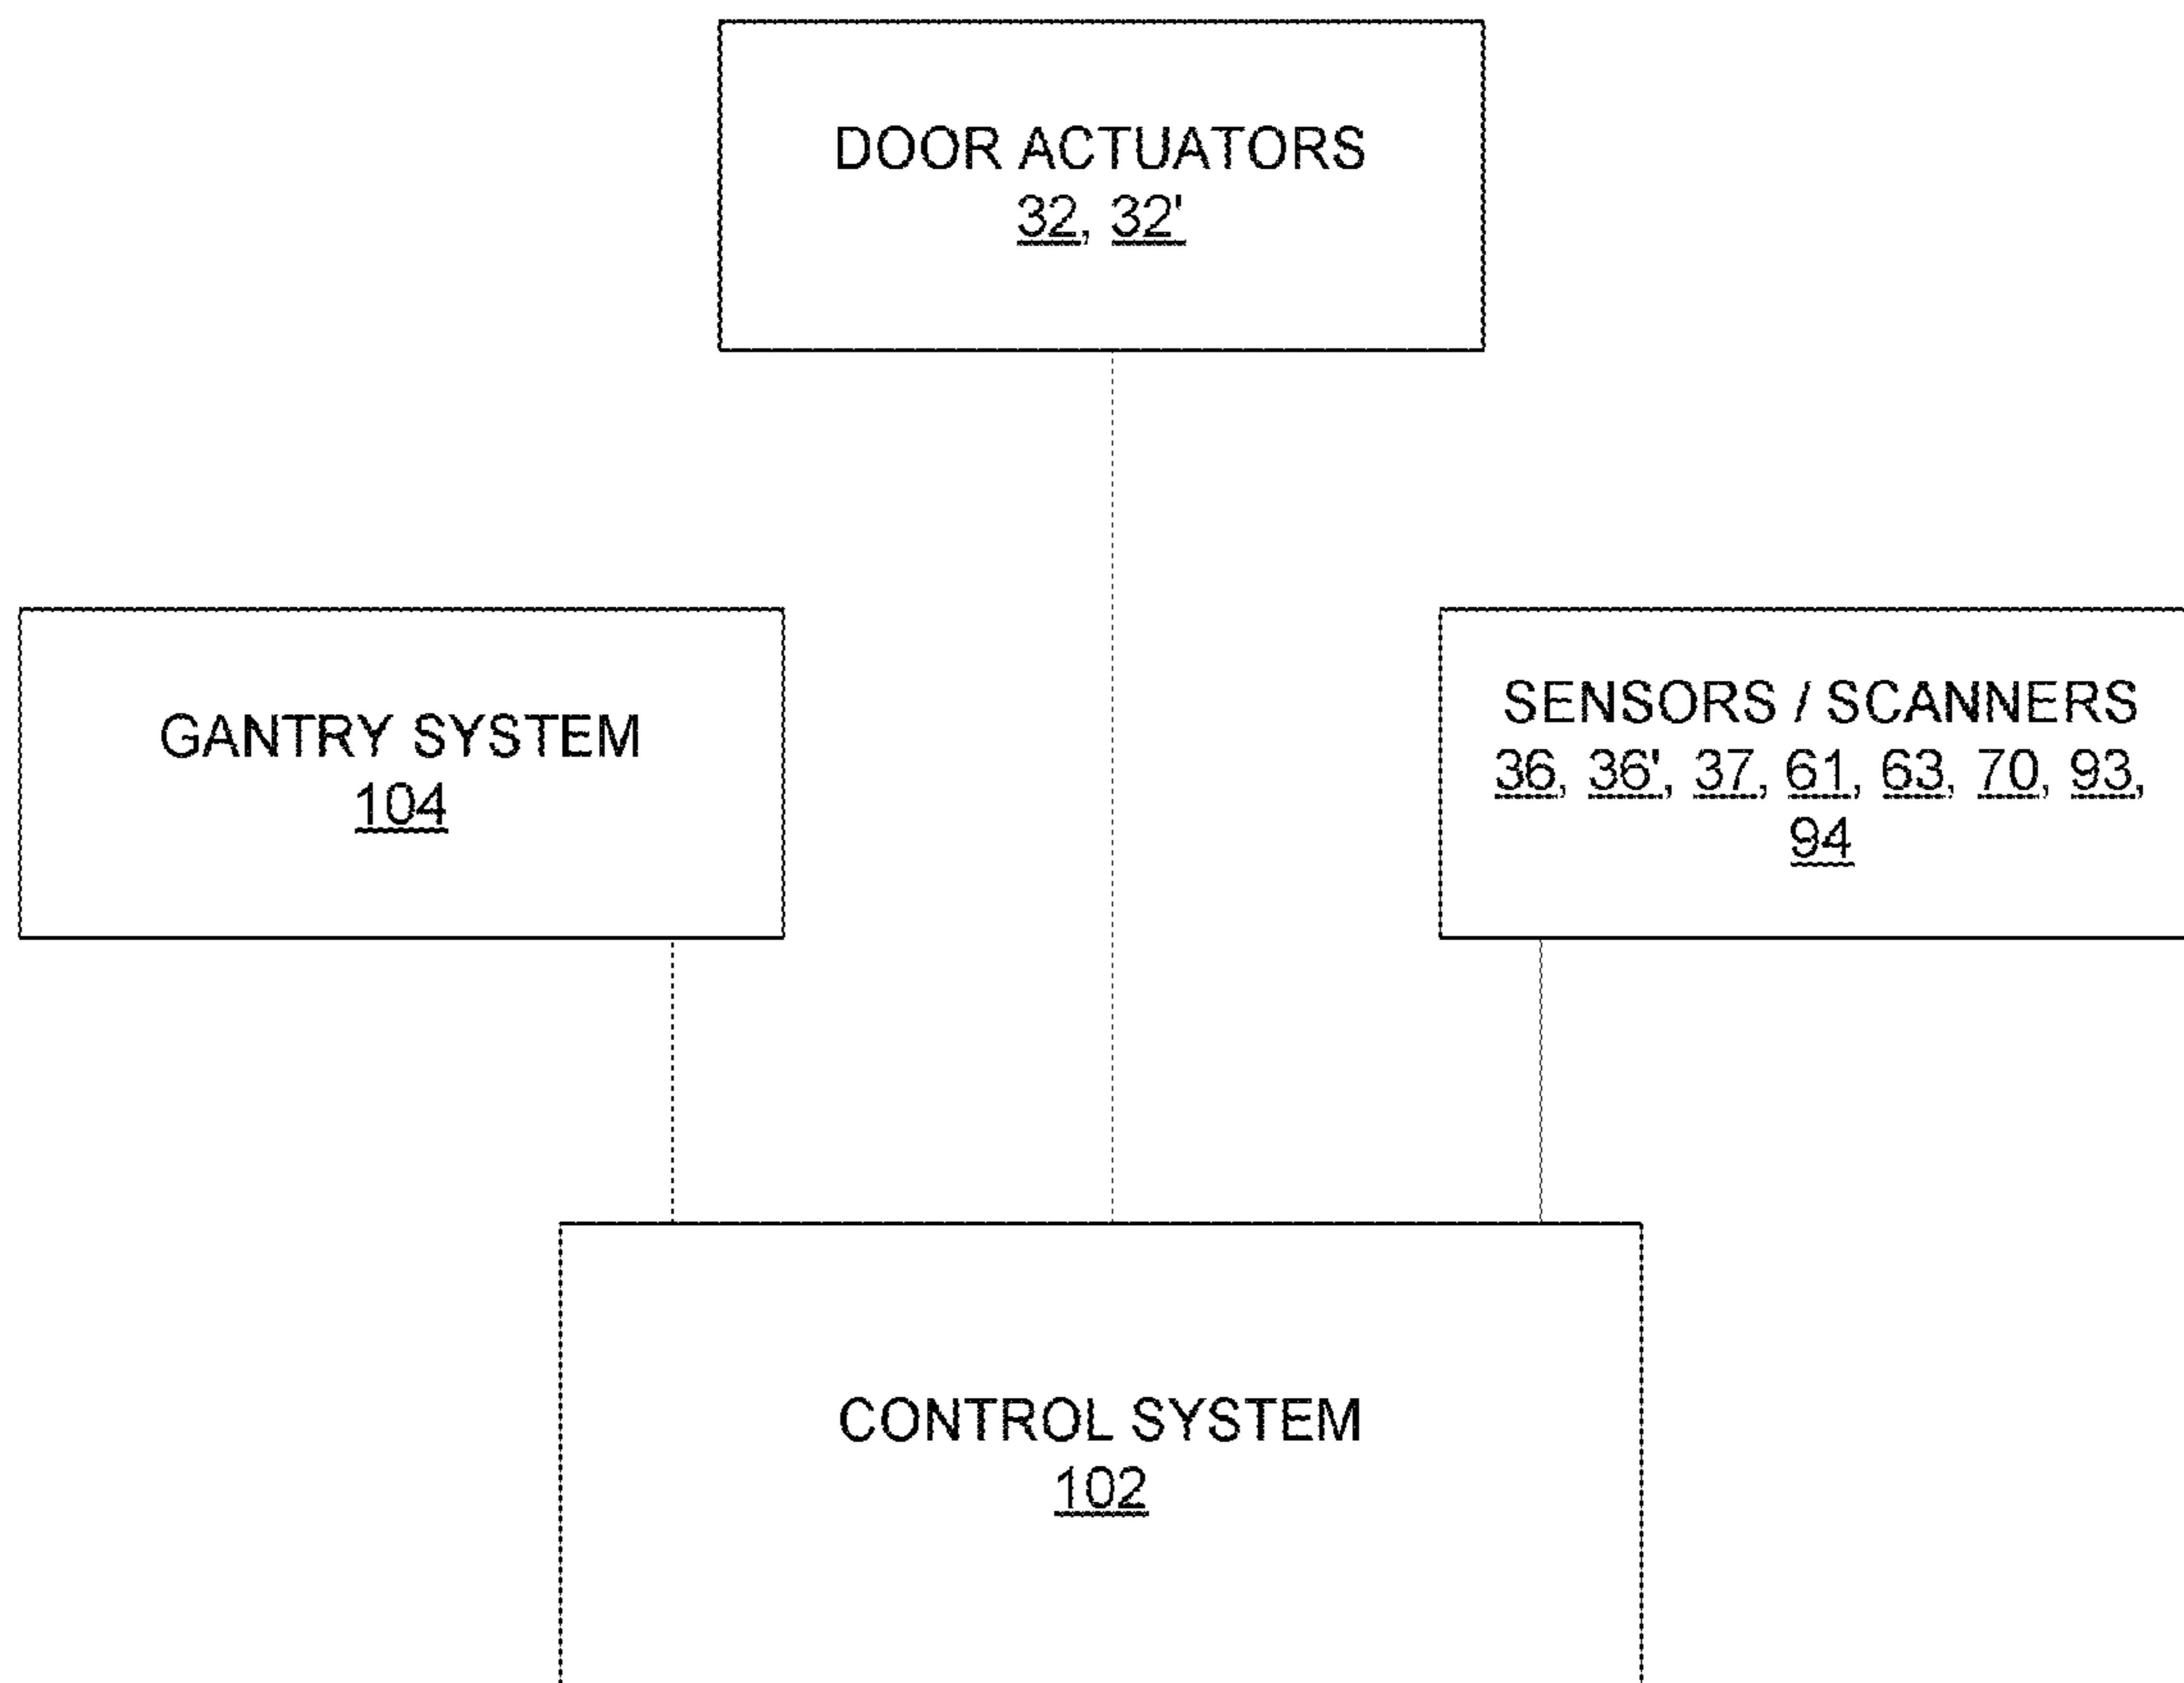 DOOR ACTUATORS
32, 32'
GANTRY SYSTEM
104
SENSORS / SCANNERS
36, 36', 37, 61, 63, 70, 93,
94
CONTROL SYSTEM
102